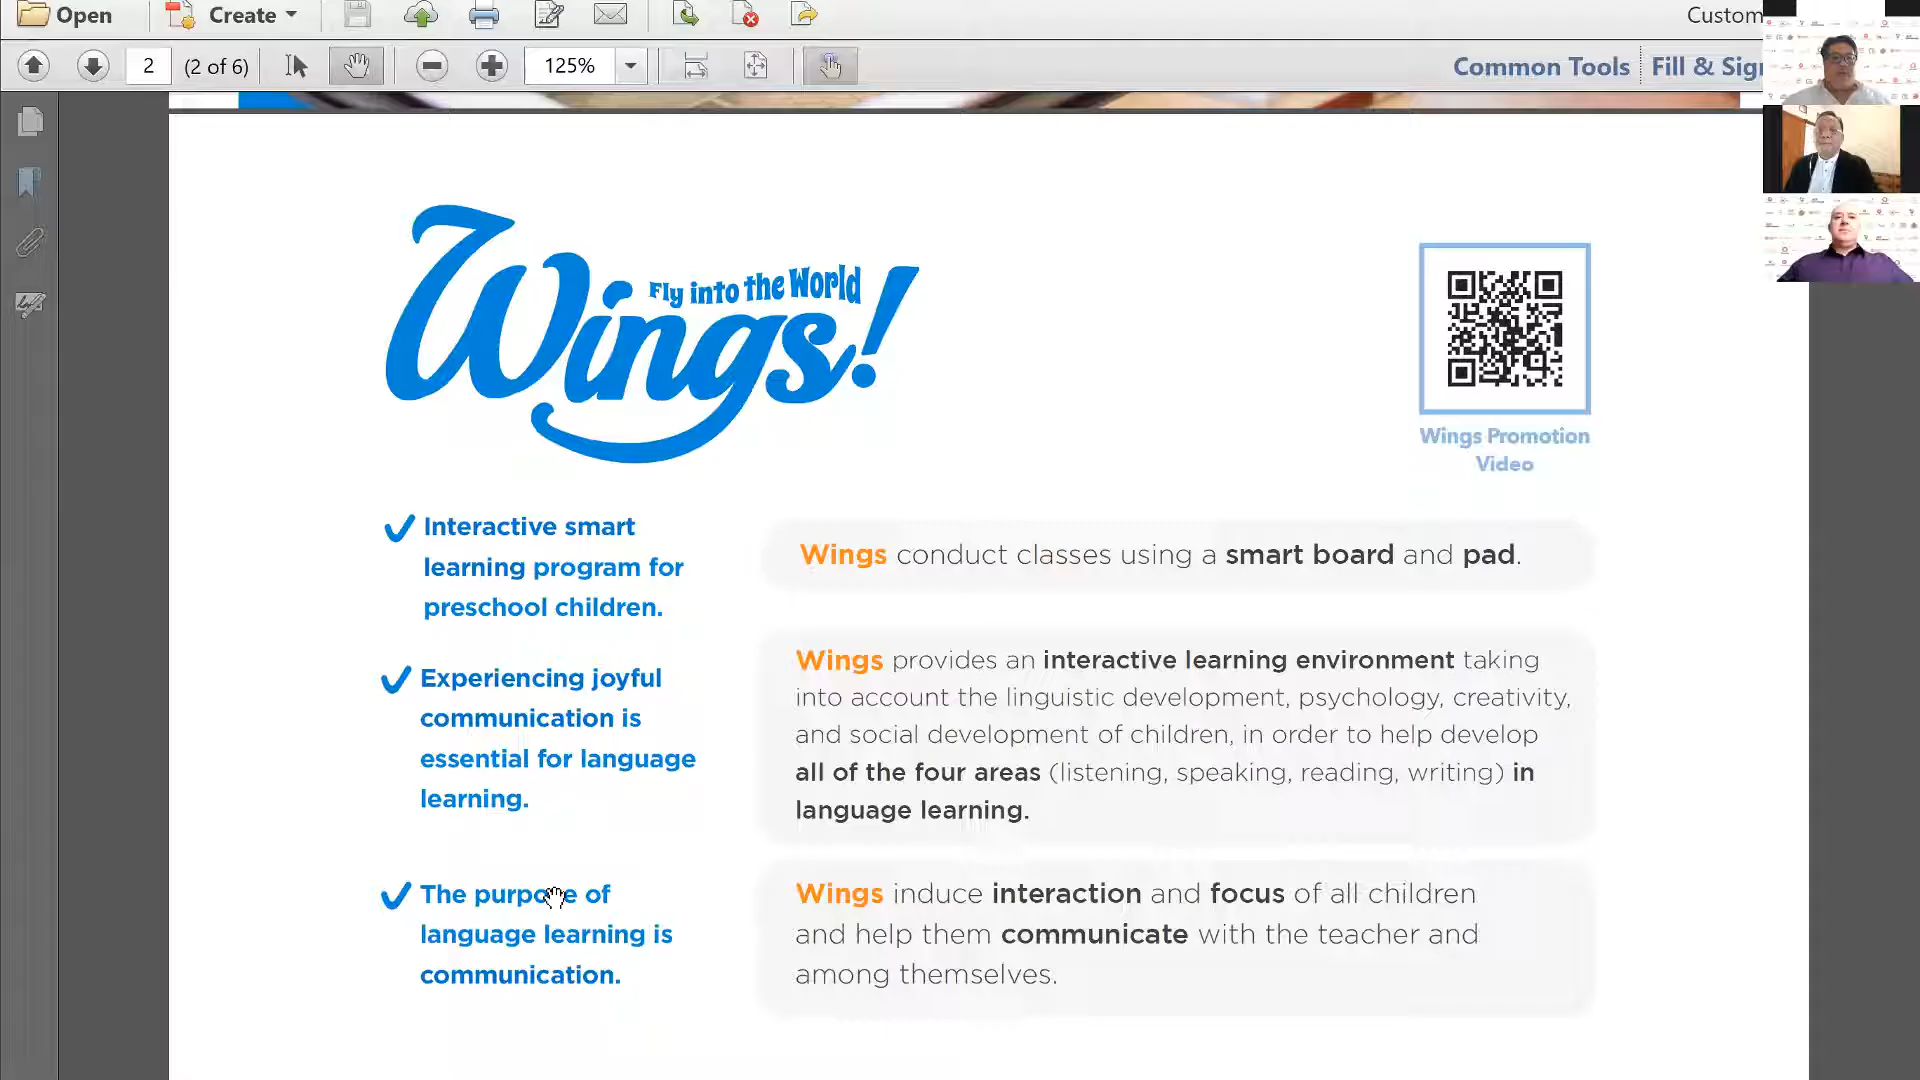 Open
Create
Custom
2
(2 of 6)
125%
Common Tools
Fill & Sign
Fly into the World
Wings!
Wings Promotion
Video
Interactive smart
learning program for
preschool children.
Wings conduct classes using a smart board and pad.
Experiencing joyful
communication is
essential for language
learning.
Wings provides an interactive learning environment taking
into account the linguistic development, psychology, creativity,
and social development of children, in order to help develop
all of the four areas (listening, speaking, reading, writing) in
language learning.
The purpose of
language learning is
communication.
Wings induce interaction and focus of all children
and help them communicate with the teacher and
among themselves.